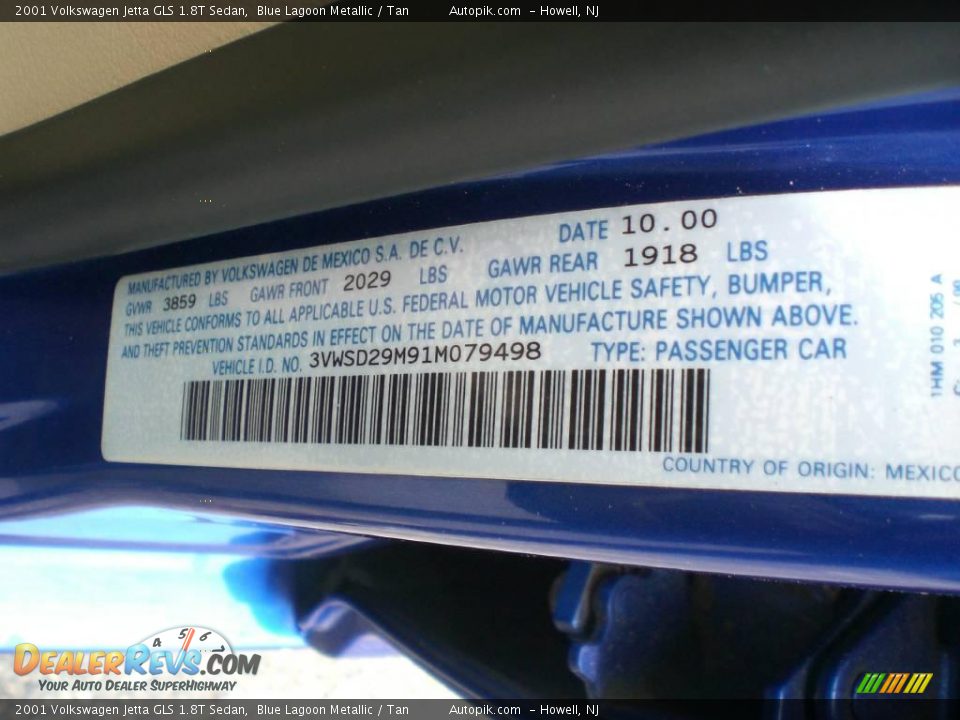 2001 Volkswagen Jetta GLS 1.8T Sedan, Blue Lagoon Metallic / Tan Autopik.com - Howell, NJ
MANUFACTURED BY VOLKSWAGEN DE MEXICO S.A. DE C.V. DATE 10.00
GVWR 3859 LBS GAWR FRONT 2029 LBS GAWR REAR 1918 LBS
THIS VEHICLE CONFORMS TO ALL APPLICABLE U.S. FEDERAL MOTOR VEHICLE SAFETY, BUMPER,
AND THEFT PREVENTION STANDARDS IN EFFECT ON THE DATE OF MANUFACTURE SHOWN ABOVE.
VEHICLE I.D. NO. 3VWSD29M91M079498 TYPE: PASSENGER CAR
COUNTRY OF ORIGIN: MEXICO
1HM 010 205 A
4 5 6
DEALERREVS.COM
YOUR AUTO DEALER SUPERHIGHWAY
2001 Volkswagen Jetta GLS 1.8T Sedan, Blue Lagoon Metallic / Tan Autopik.com - Howell, NJ